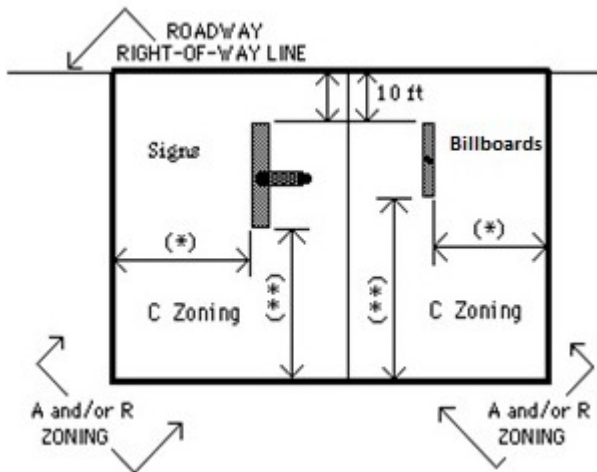 ROADWAY
RIGHT-OF-WAY LINE
10 ft
Signs
Billboards
(*)
(*)
(**)
(**)
C Zoning
C Zoning
A and/or R
ZONING
A and/or R
ZONING